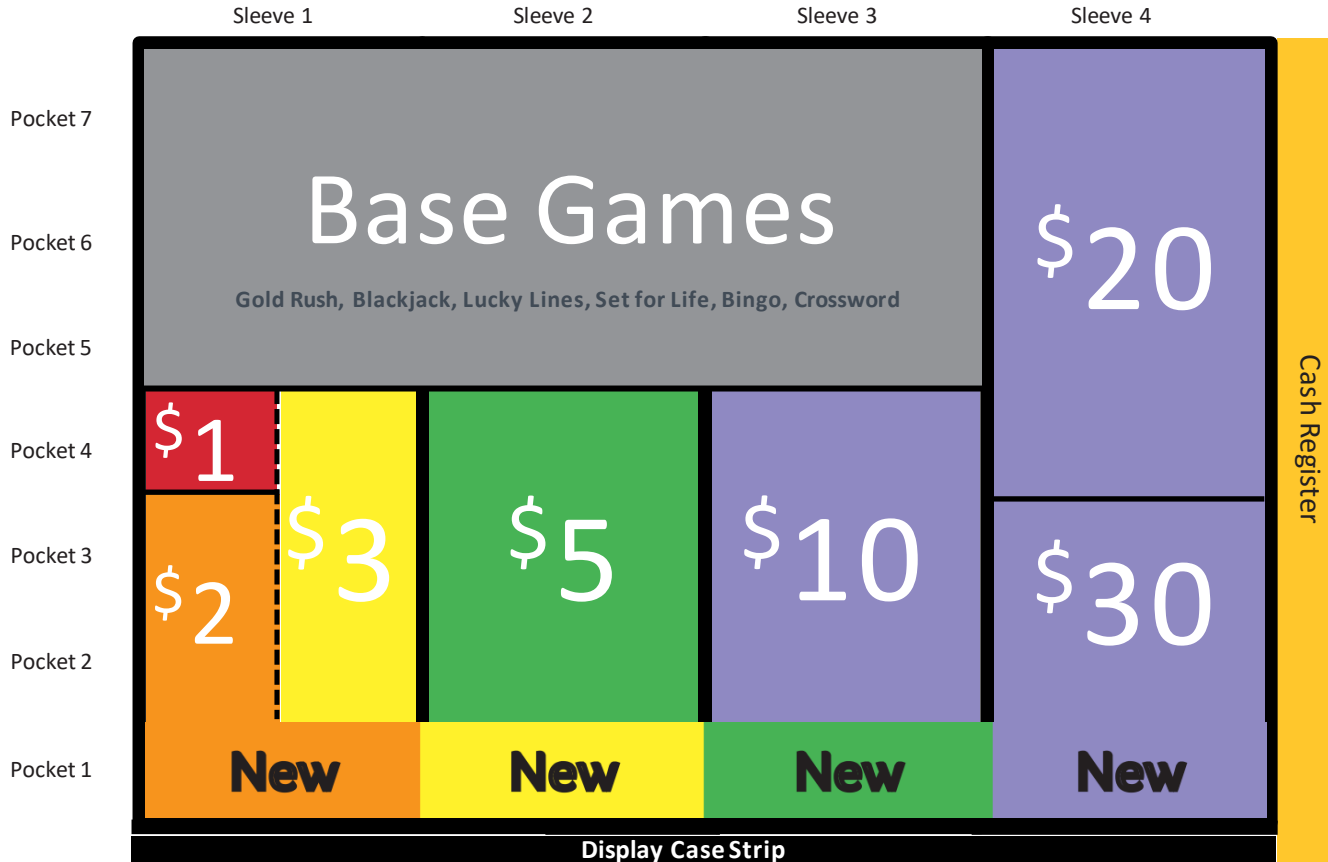 Sleeve 1 Sleeve 2 Sleeve 3 Sleeve 4
Pocket 7
Base Games
Pocket 6
$20
Gold Rush, Blackjack, Lucky Lines, Set for Life, Bingo, Crossword
Pocket 5
Cash Register
Pocket 4
$1
Pocket 3
$3
$5
$10
$30
$2
Pocket 2
Pocket 1
New New New New
Display Case Strip